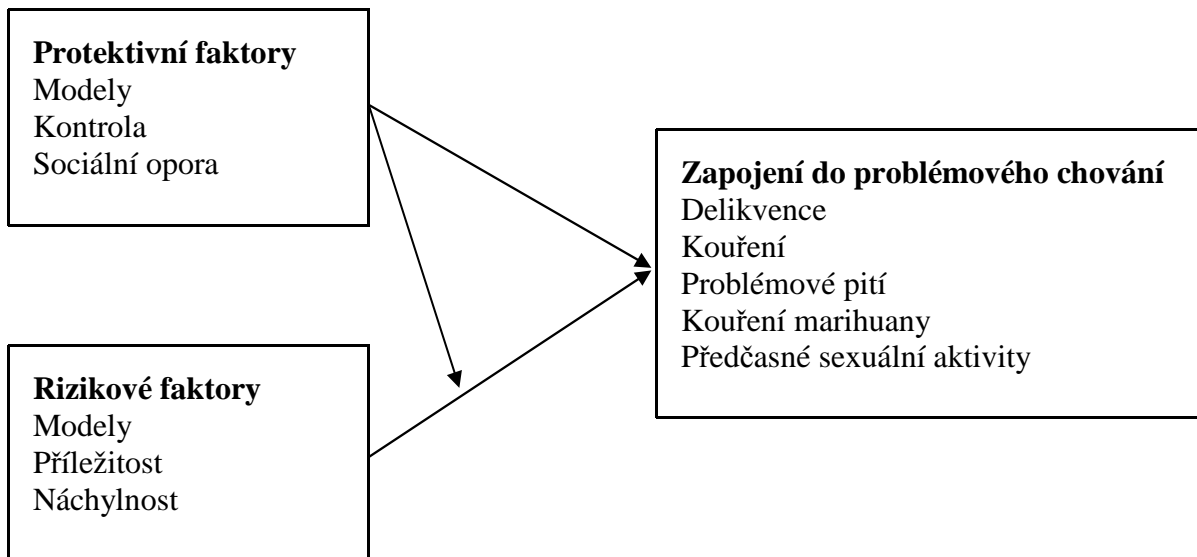 Protektivní faktory
Modely
Kontrola
Sociální opora
Zapojení do problémového chování
Delikvence
Kouření
Problémové pití
Kouření marihuany
Předčasné sexuální aktivity
Rizikové faktory
Modely
Příležitost
Náchylnost